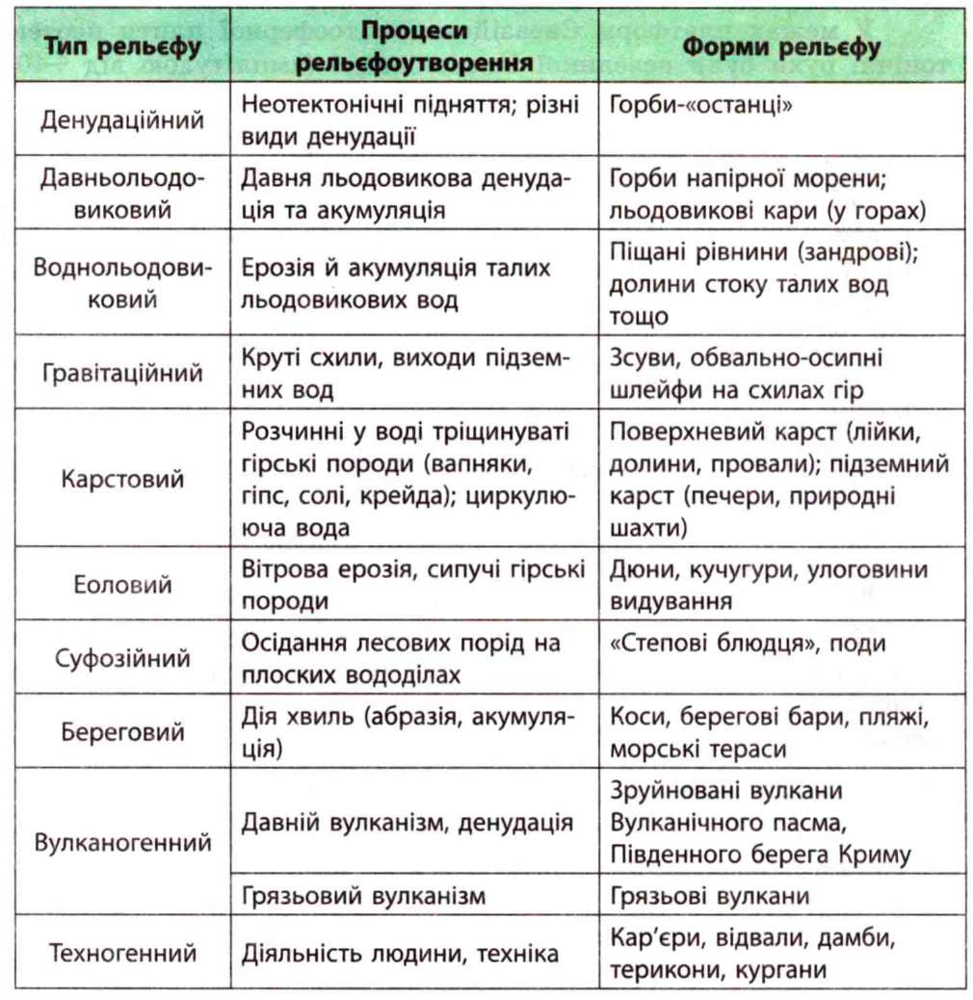 Тип рельєфу
Процеси
рельєфоутворення
Форми рельєфу
Денудаційний
Неотектонічні підняття; різні
види денудації
Горби-«останці»
Давньольодо-
виковий
Давня льодовикова денуда-
ція та акумуляція
Горби напірної морени;
льодовикові кари (у горах)
Воднольодови-
ковий
Ерозія й акумуляція талих
льодовикових вод
Піщані рівнини (зандрові);
долини стоку талих вод
тощо
Гравітаційний
Круті схили, виходи підзем-
них вод
Зсуви, обвально-осипні
шлейфи на схилах гір
Карстовий
Розчинні у воді тріщинуваті
гірські породи (вапняки,
гіпс, солі, крейда); циркулю-
юча вода
Поверхневий карст (лійки,
долини, провали); підземний
карст (печери, природні
шахти)
Еоловий
Вітрова ерозія, сипучі гірські
породи
Дюни, кучугури, улоговини
видування
Суфозійний
Осідання лесових порід на
плоских вододілах
«Степові блюдця», поди
Береговий
Дія хвиль (абразія, акумуля-
ція)
Коси, берегові бари, пляжі,
морські тераси
Вулканогенний
Давній вулканізм, денудація
Зруйновані вулкани
Вулканічного пасма,
Південного берега Криму
Грязьовий вулканізм
Грязьові вулкани
Техногенний
Діяльність людини, техніка
Кар’єри, відвали, дамби,
терикони, кургани